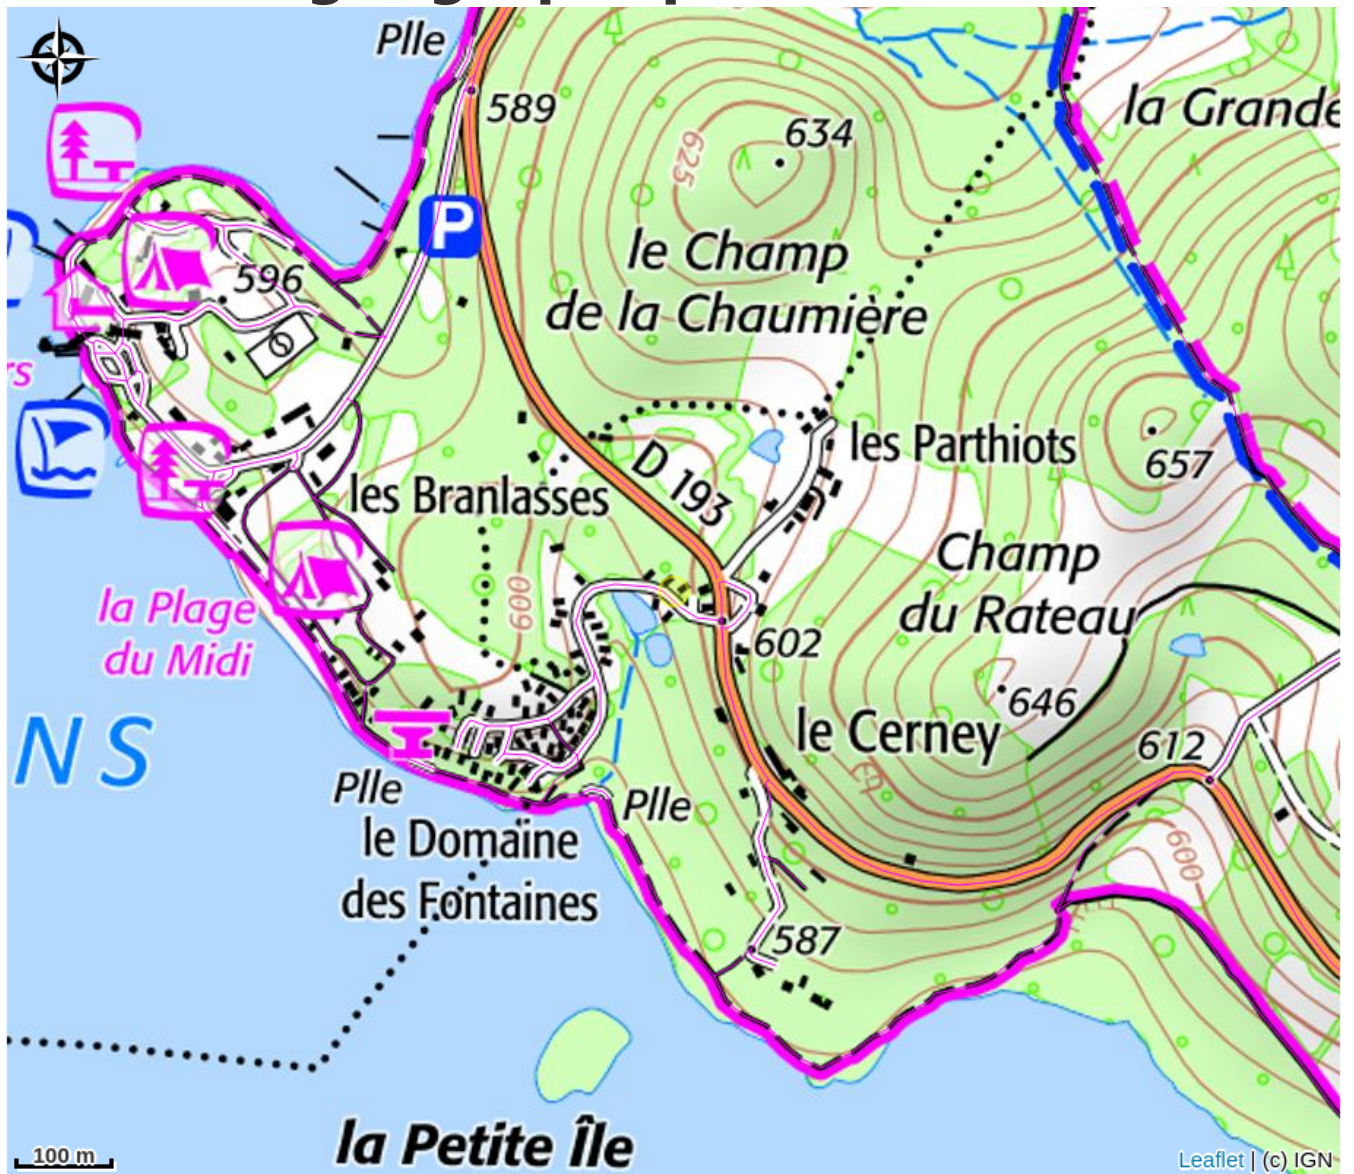 Plle
589
634
la Grande
625
P
le Champ
de la Chaumière
596
rs
les Parthiots
657
D 193
les Branlasses
Champ
du Rateau
600
la Plage
du Midi
602
646
NS
le Cerney
612
Plle
Plle
le Domaine
des Fontaines
600
587
la Petite Île
100 m
Leaflet | (c) IGN